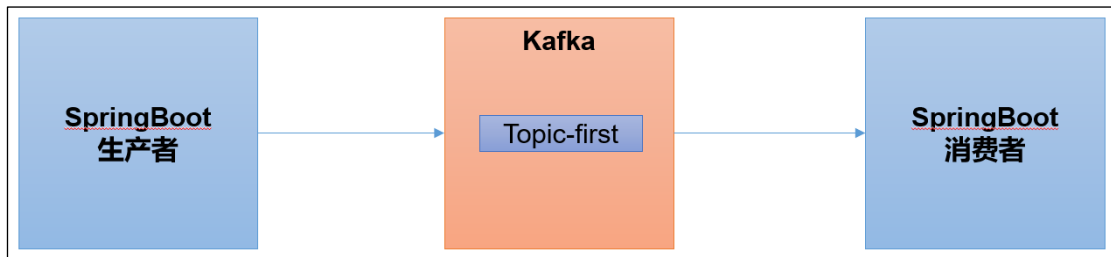 SpringBoot
生产者
Kafka
Topic-first
SpringBoot
消费者